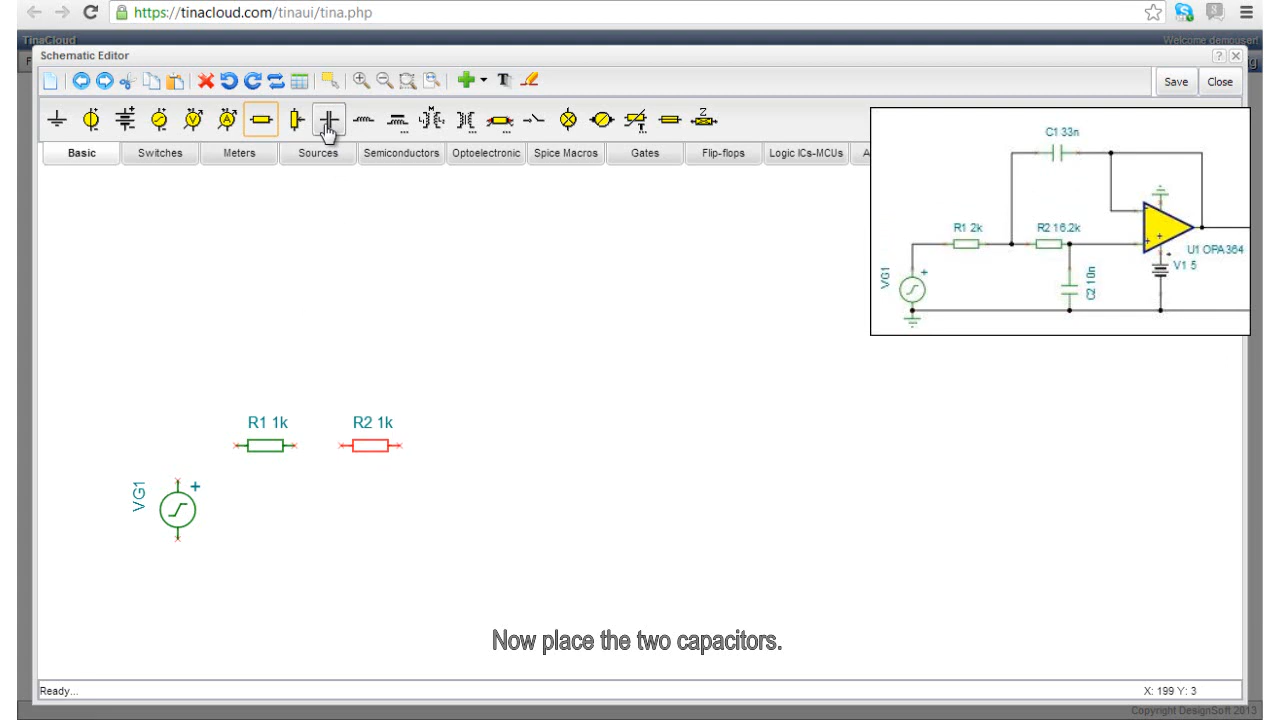 https://tinacloud.com/tinaui/tina.php
TinaCloud
Welcome demouser!
Schematic Editor
Save
Close
Basic
Switches
Meters
Sources
Semiconductors
Optoelectronic
Spice Macros
Gates
Flip-flops
Logic ICs-MCUs
A
C1 33n
R1 2k
R2 16.2k
U1 OPA364
V1 5
VG1
C2 10n
R1 1k
R2 1k
VG1
Now place the two capacitors.
Ready...
X: 199 Y: 3
Copyright DesignSoft 2013